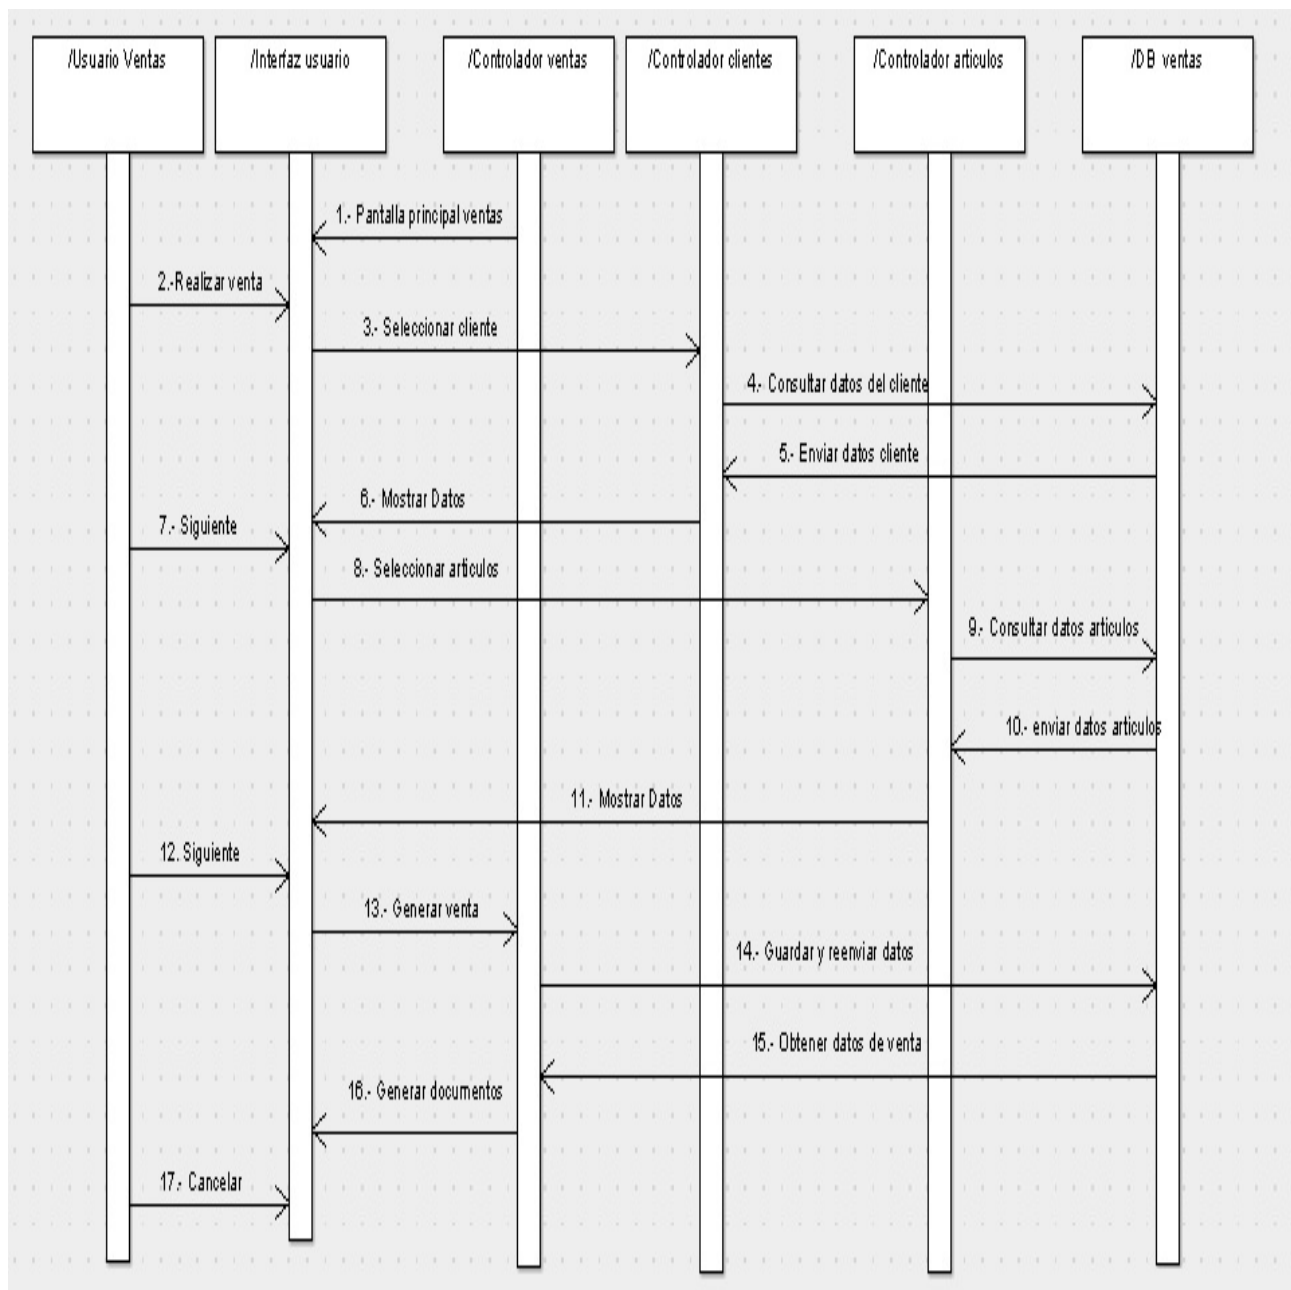 /Usuario Ventas
/Interfaz usuario
/Controlador ventas
/Controlador clientes
/Controlador articulos
/DB ventas
1.- Pantalla principal ventas
2.-Realizar venta
3.- Seleccionar cliente
4.- Consultar datos del cliente
5.- Enviar datos cliente
6.- Mostrar Datos
7.- Siguiente
8.- Seleccionar articulos
9.- Consultar datos articulos
10.- enviar datos articulos
11.- Mostrar Datos
12. Siguiente
13.- Generar venta
14.- Guardar y reenviar datos
15.- Obtener datos de venta
16.- Generar documentos
17.- Cancelar